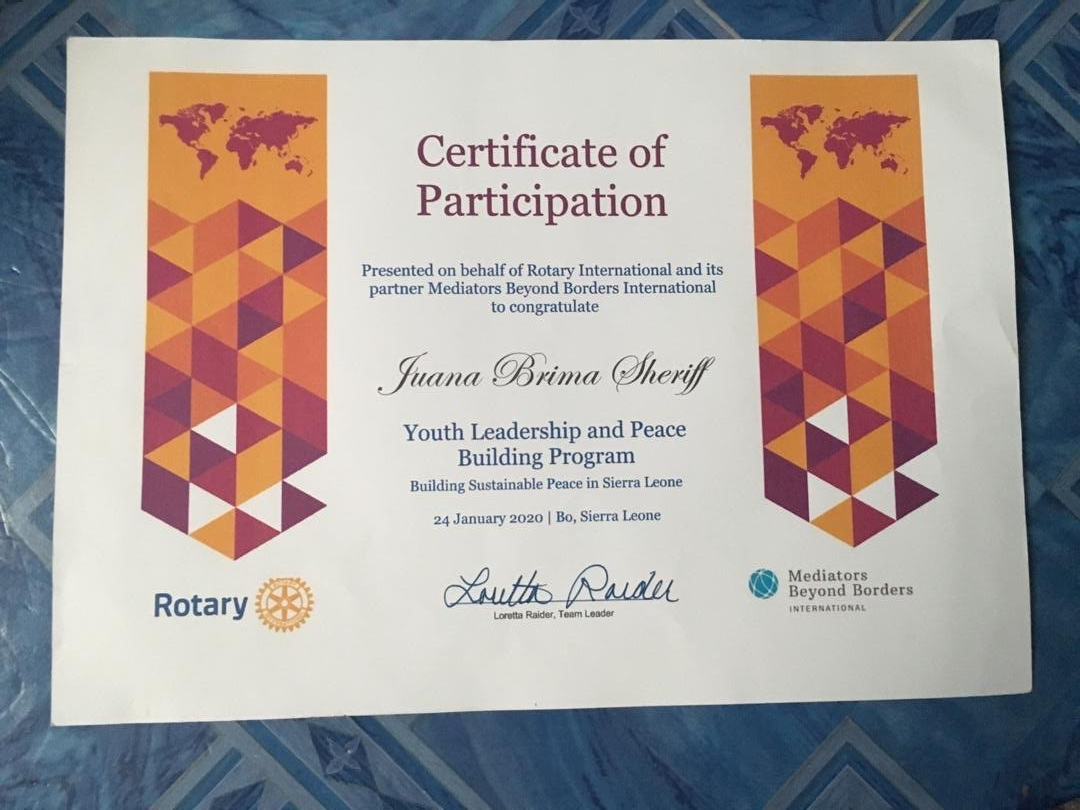 Certificate of
Participation
Presented on behalf of Rotary International and its
partner Mediators Beyond Borders International
to congratulate
Juana Brima Sheriff
Youth Leadership and Peace
Building Program
Building Sustainable Peace in Sierra Leone
24 January 2020 | Bo, Sierra Leone
Rotary
Loretta Raider
Loretta Raider, Team Leader
Mediators
Beyond Borders
INTERNATIONAL